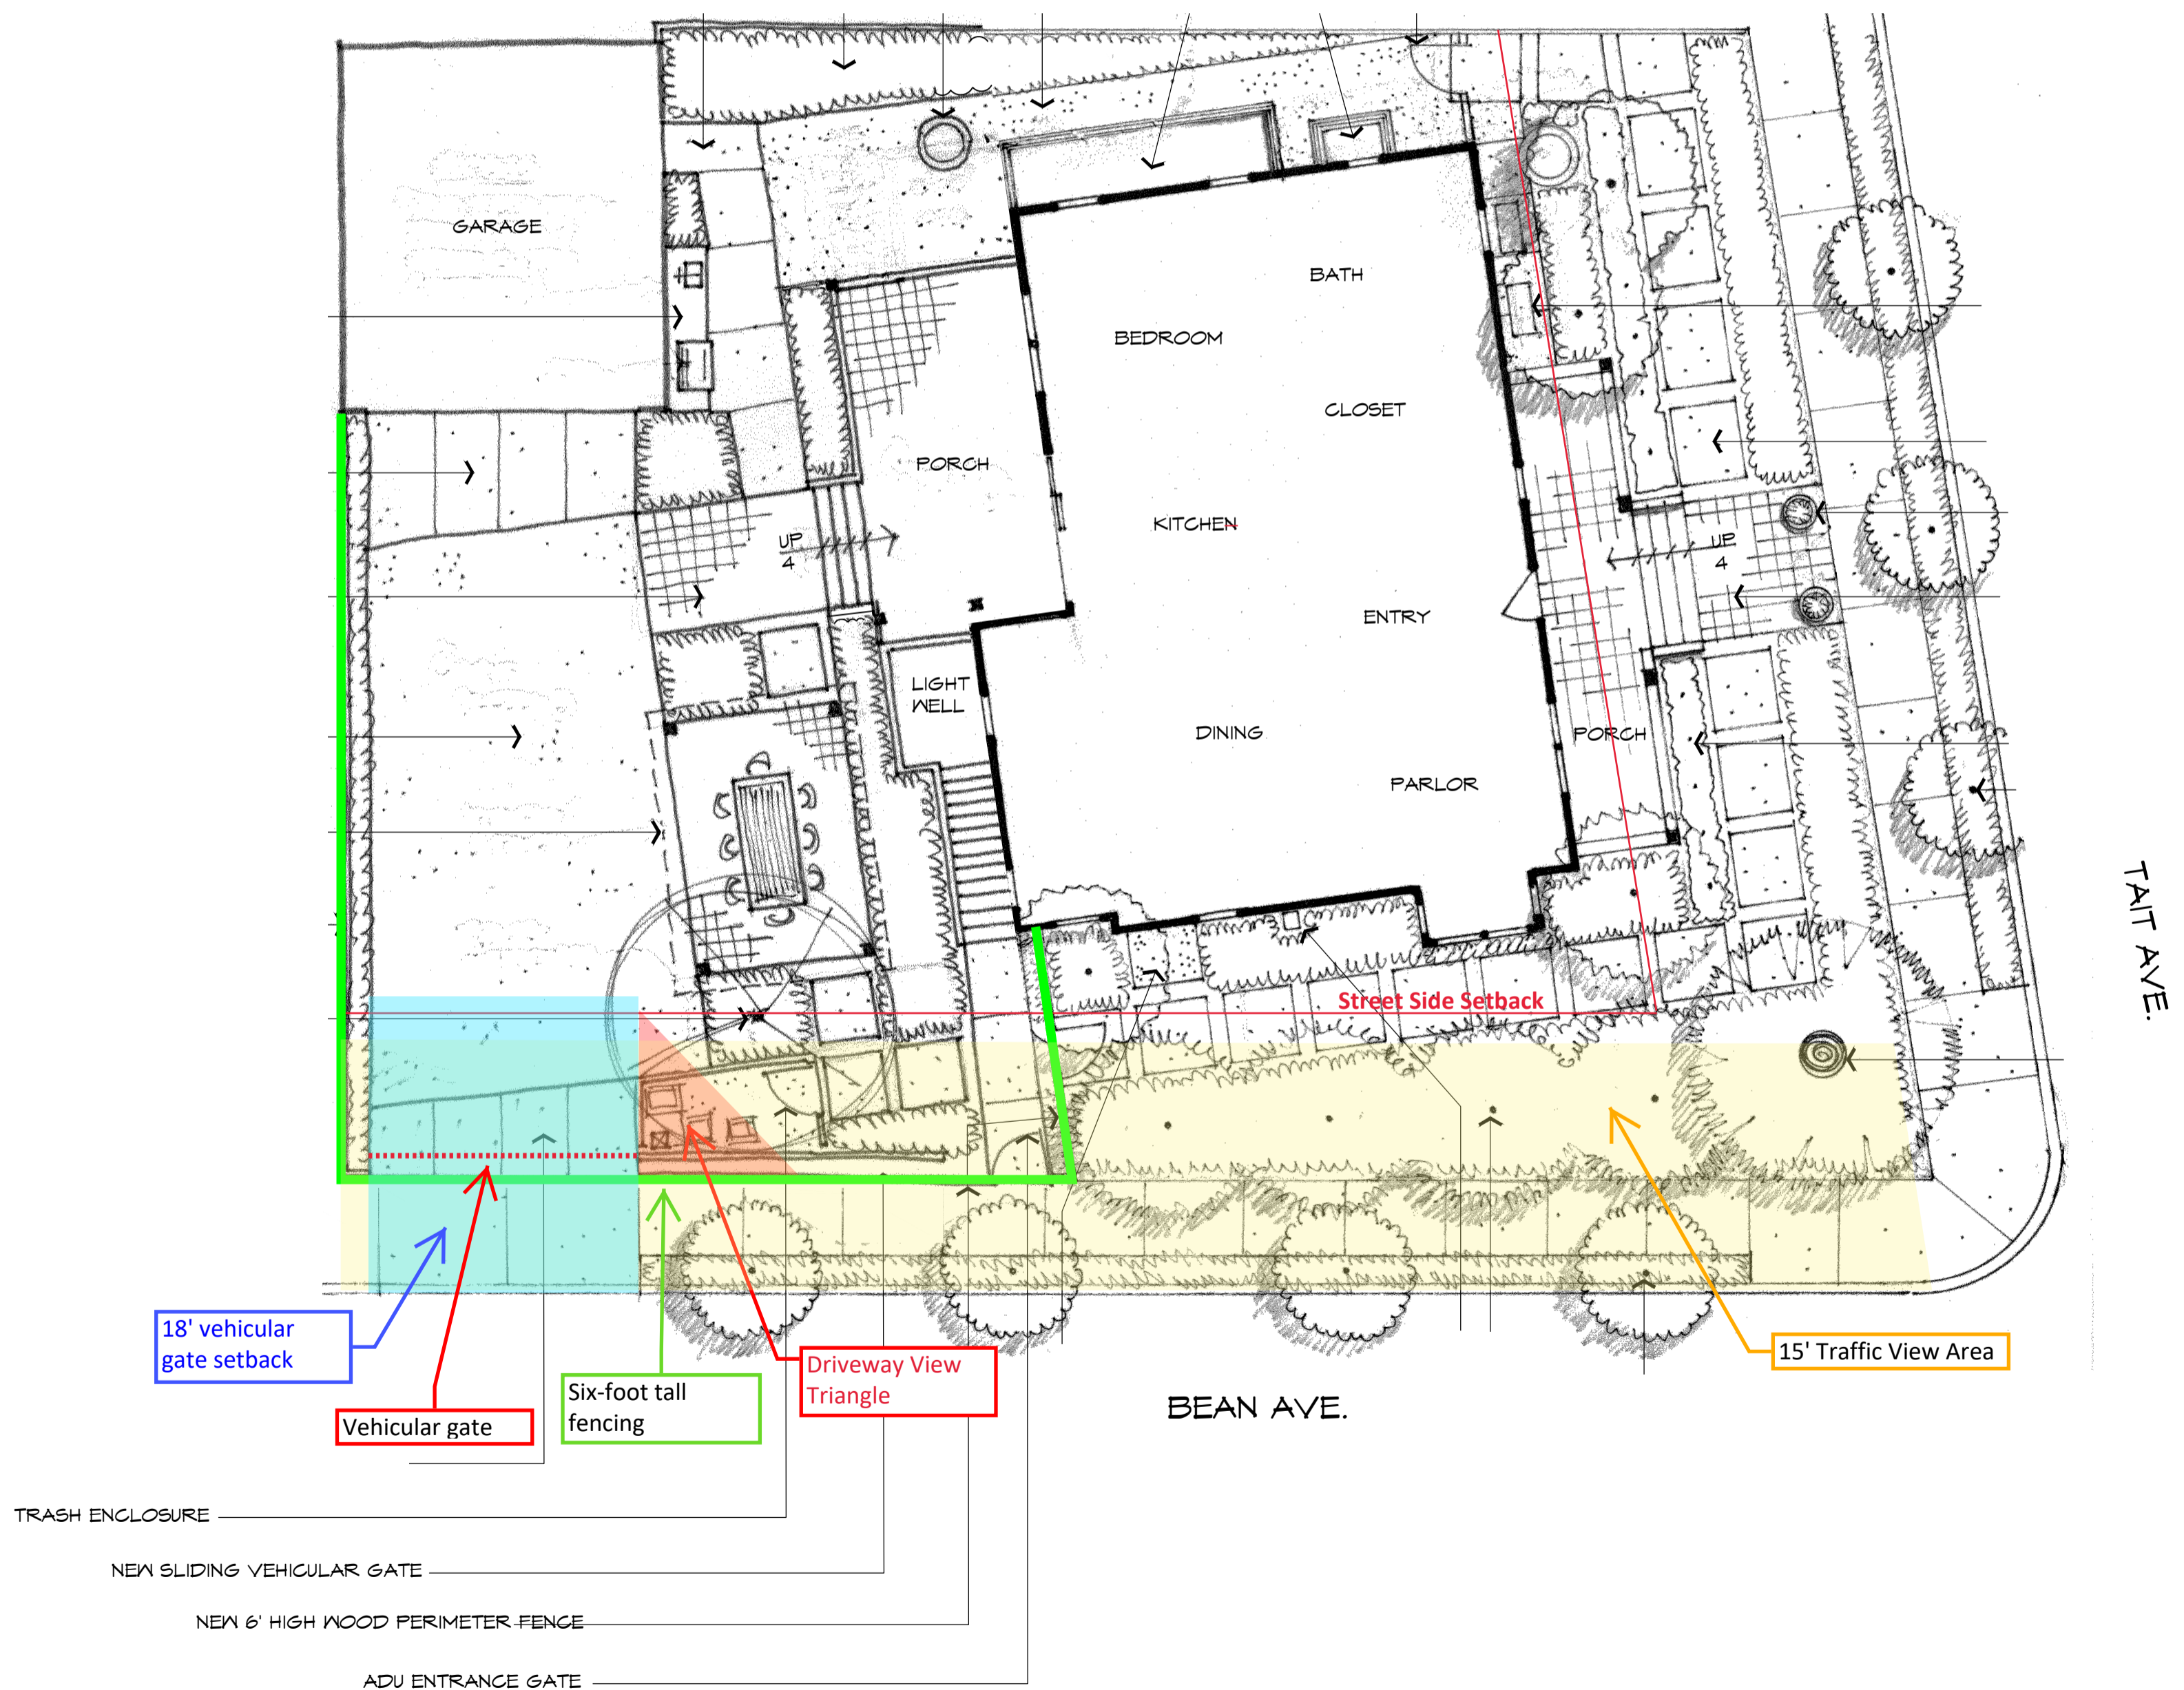 GARAGE
BATH
BEDROOM
CLOSET
PORCH
KITCHEN
UP
4
UP
4
ENTRY
LIGHT
WELL
DINING
PORCH
PARLOR
TAIT AVE.
Street Side Setback
18' vehicular
gate setback
Vehicular gate
Six-foot tall
fencing
Driveway View
Triangle
15' Traffic View Area
BEAN AVE.
TRASH ENCLOSURE
NEW SLIDING VEHICULAR GATE
NEW 6' HIGH WOOD PERIMETER FENCE
ADU ENTRANCE GATE